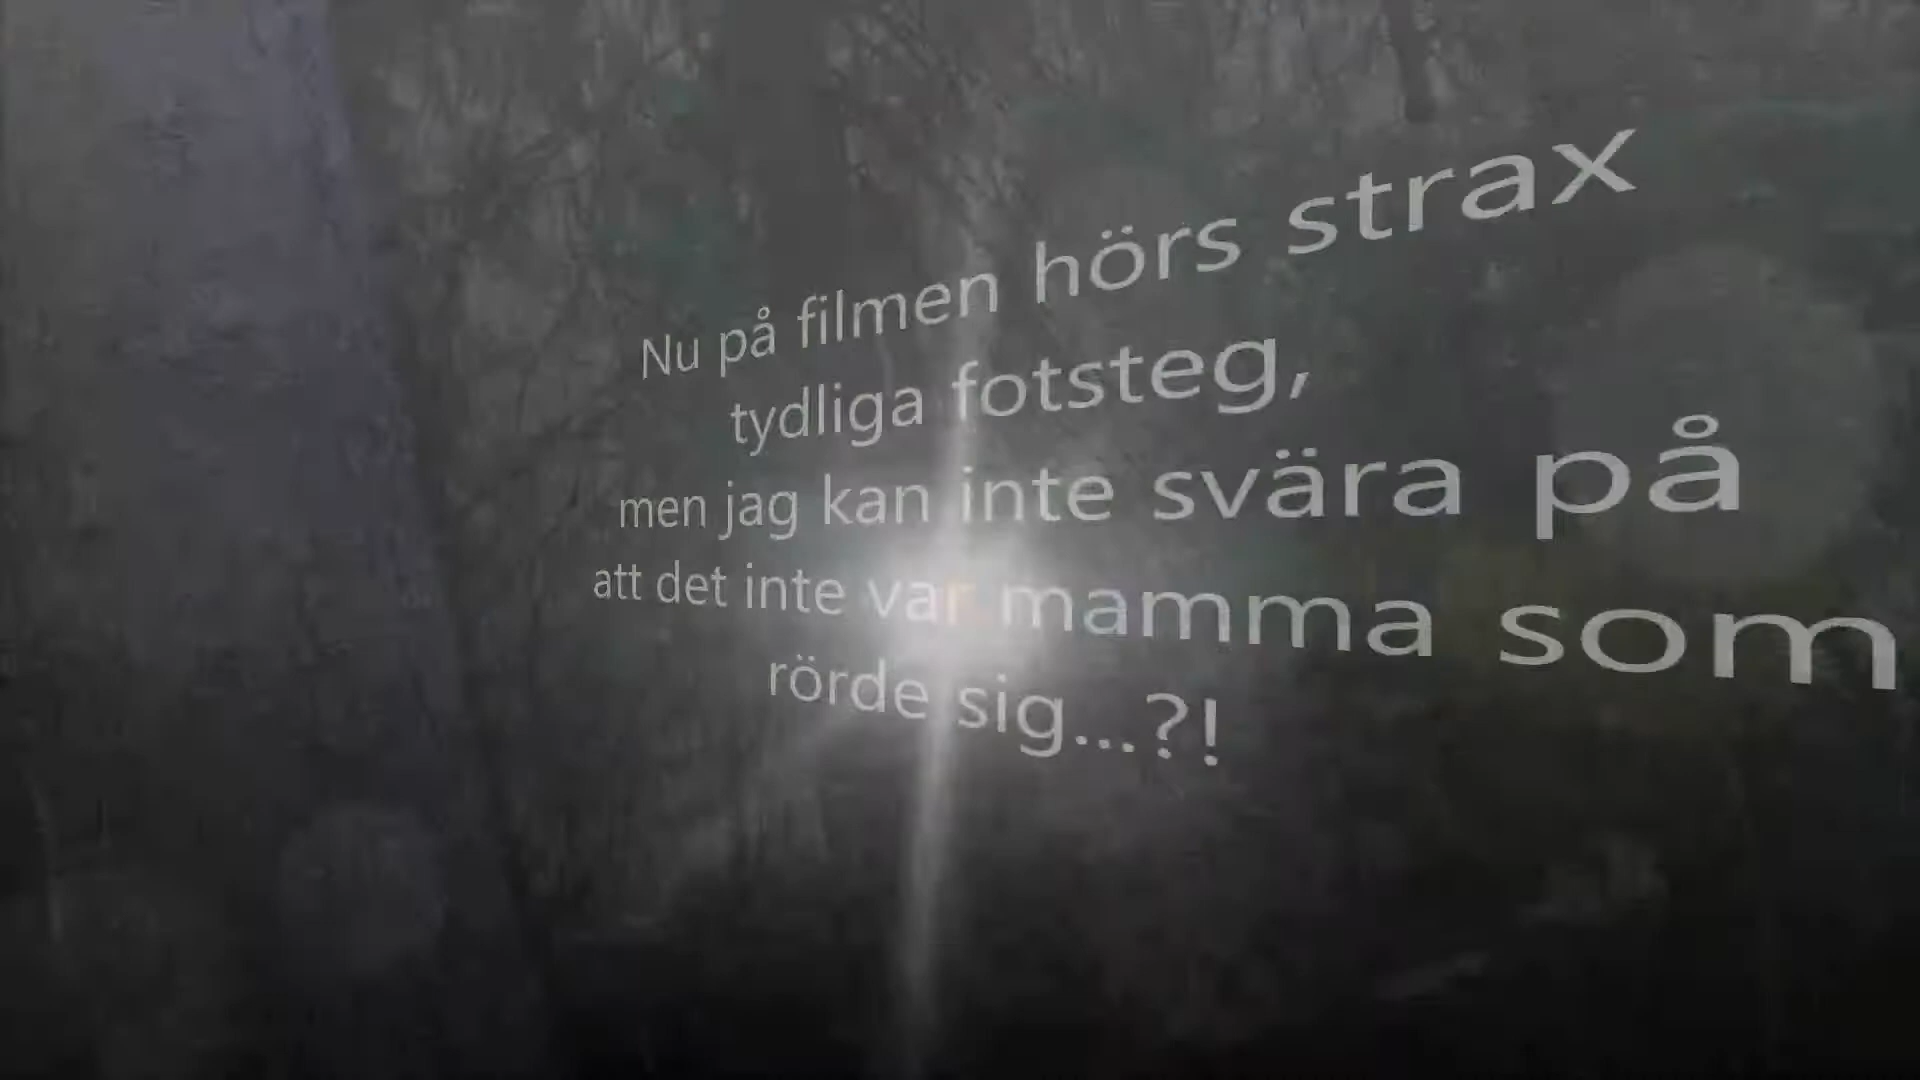 Nu på filmen hörs strax
tydliga fotsteg,
men jag kan inte svära på
att det inte var mamma som
rörde sig...?!